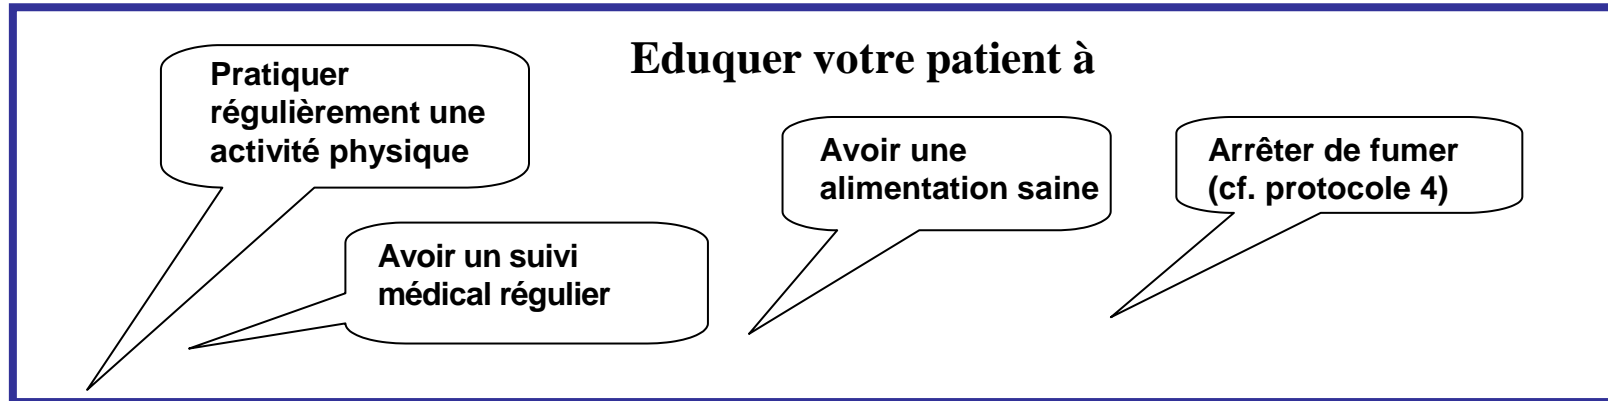 Eduquer votre patient à
Pratiquer
régulièrement une
activité physique
Avoir un suivi
médical régulier
Avoir une
alimentation saine
Arrêter de fumer
(cf. protocole 4)